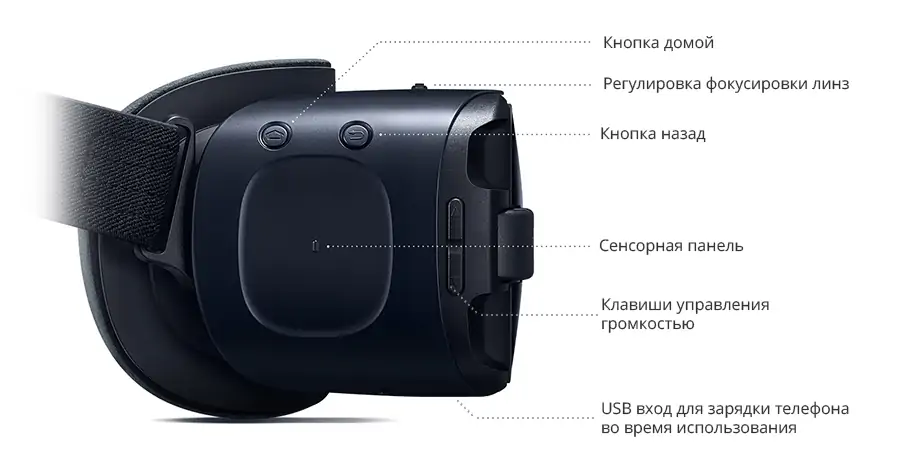 Кнопка домой
Регулировка фокусировки линз
Кнопка назад
Сенсорная панель
Клавиши управления
громкостью
USB вход для зарядки телефона
во время использования